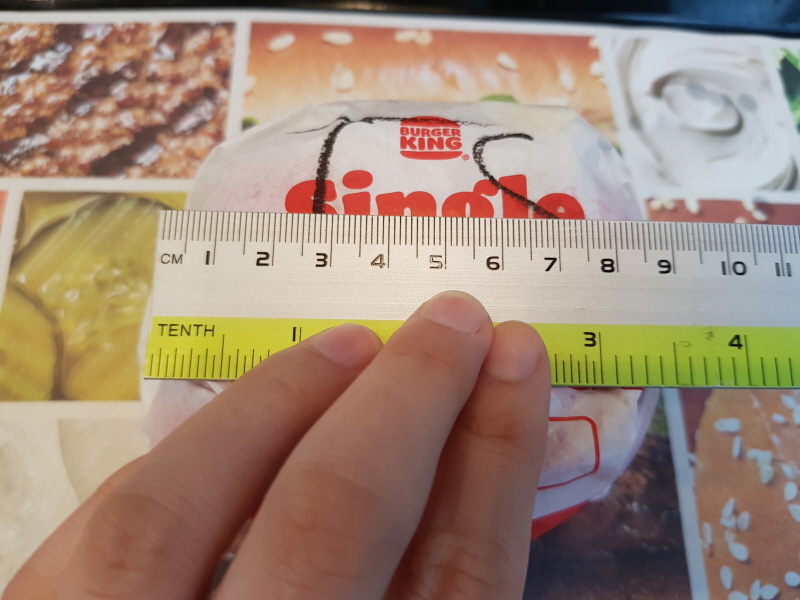 BURGER
KING®
Single
CM 1 2 3 4 5 6 7 8 9 10 11
TENTH 1 3 4